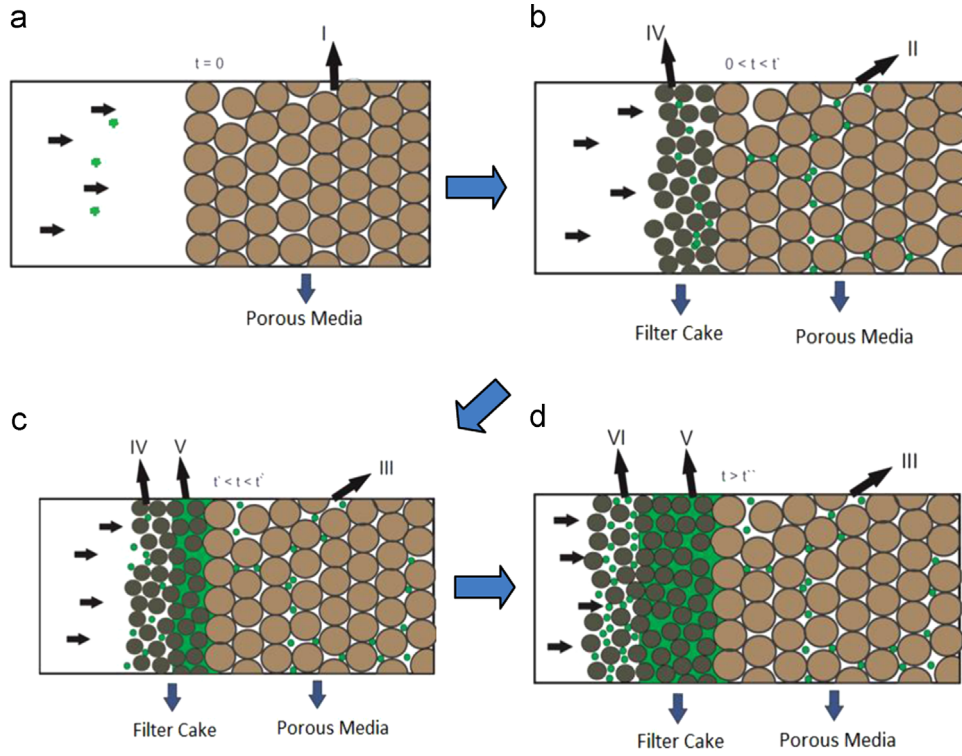 a
I
t = 0
Porous Media
b
IV
0 < t < t'
II
Filter Cake
Porous Media
c
IV
V
t' < t < t'
III
Filter Cake
Porous Media
d
VI
V
t > t``
III
Filter Cake
Porous Media